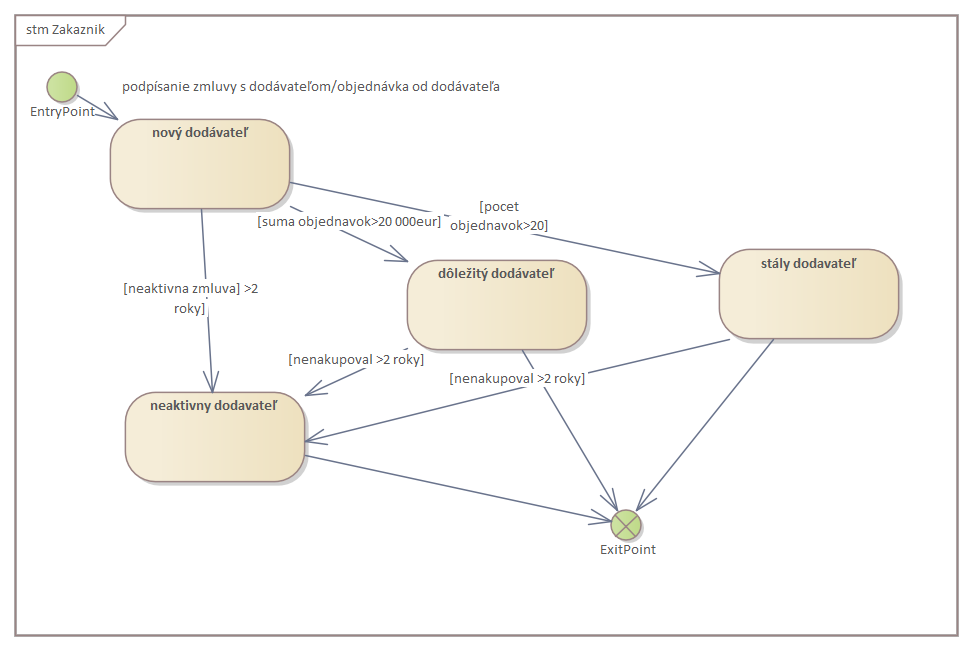 stm Zakaznik
podpísanie zmluvy s dodávateľom/objednávka od dodávateľa
EntryPoint
nový dodávateľ
[pocet
objednavok>20]
[suma objednavok>20 000eur]
stály dodavateľ
dôležitý dodávateľ
[neaktivna zmluva] >2
roky]
[nenakupoval >2 roky]
[nenakupoval >2 roky]
neaktivny dodavateľ
ExitPoint